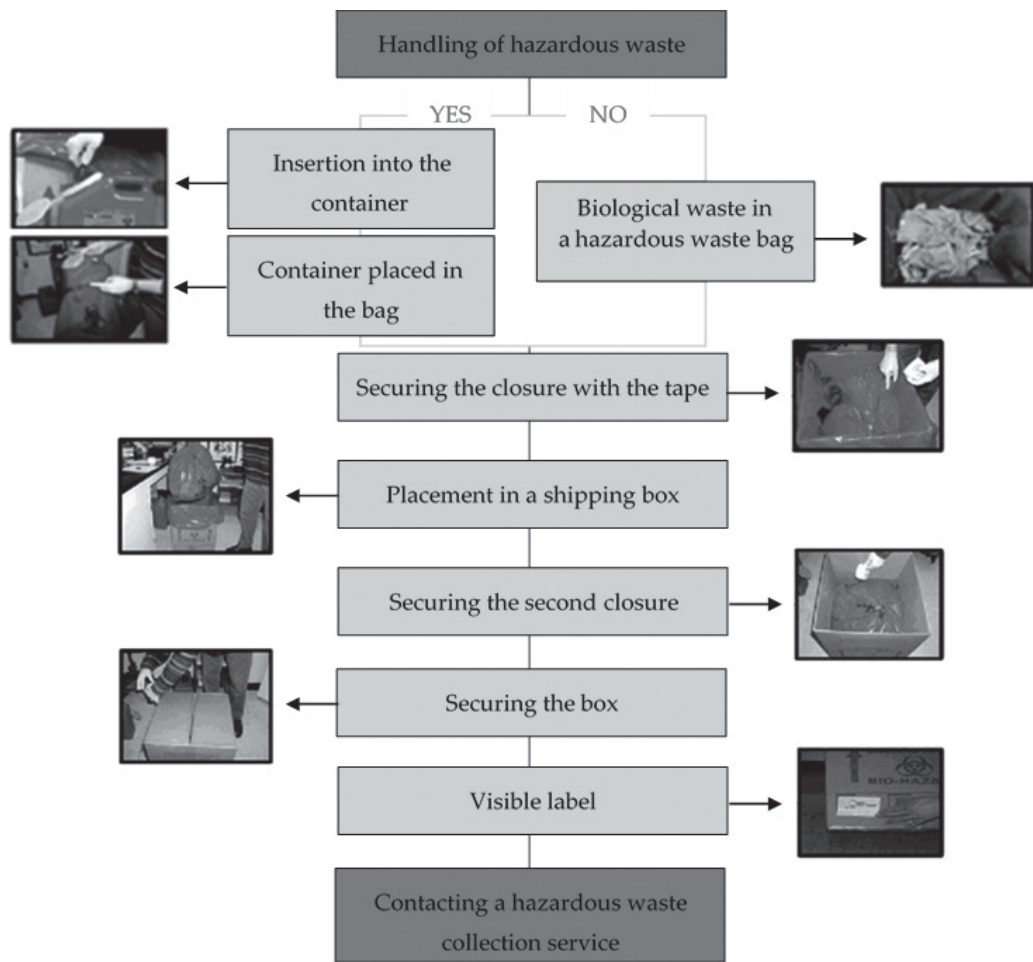 Handling of hazardous waste
YES
NO
Insertion into the
container
Biological waste in
a hazardous waste bag
Container placed in
the bag
Securing the closure with the tape
Placement in a shipping box
Securing the second closure
Securing the box
Visible label
BIO-HAZA
Contacting a hazardous waste
collection service